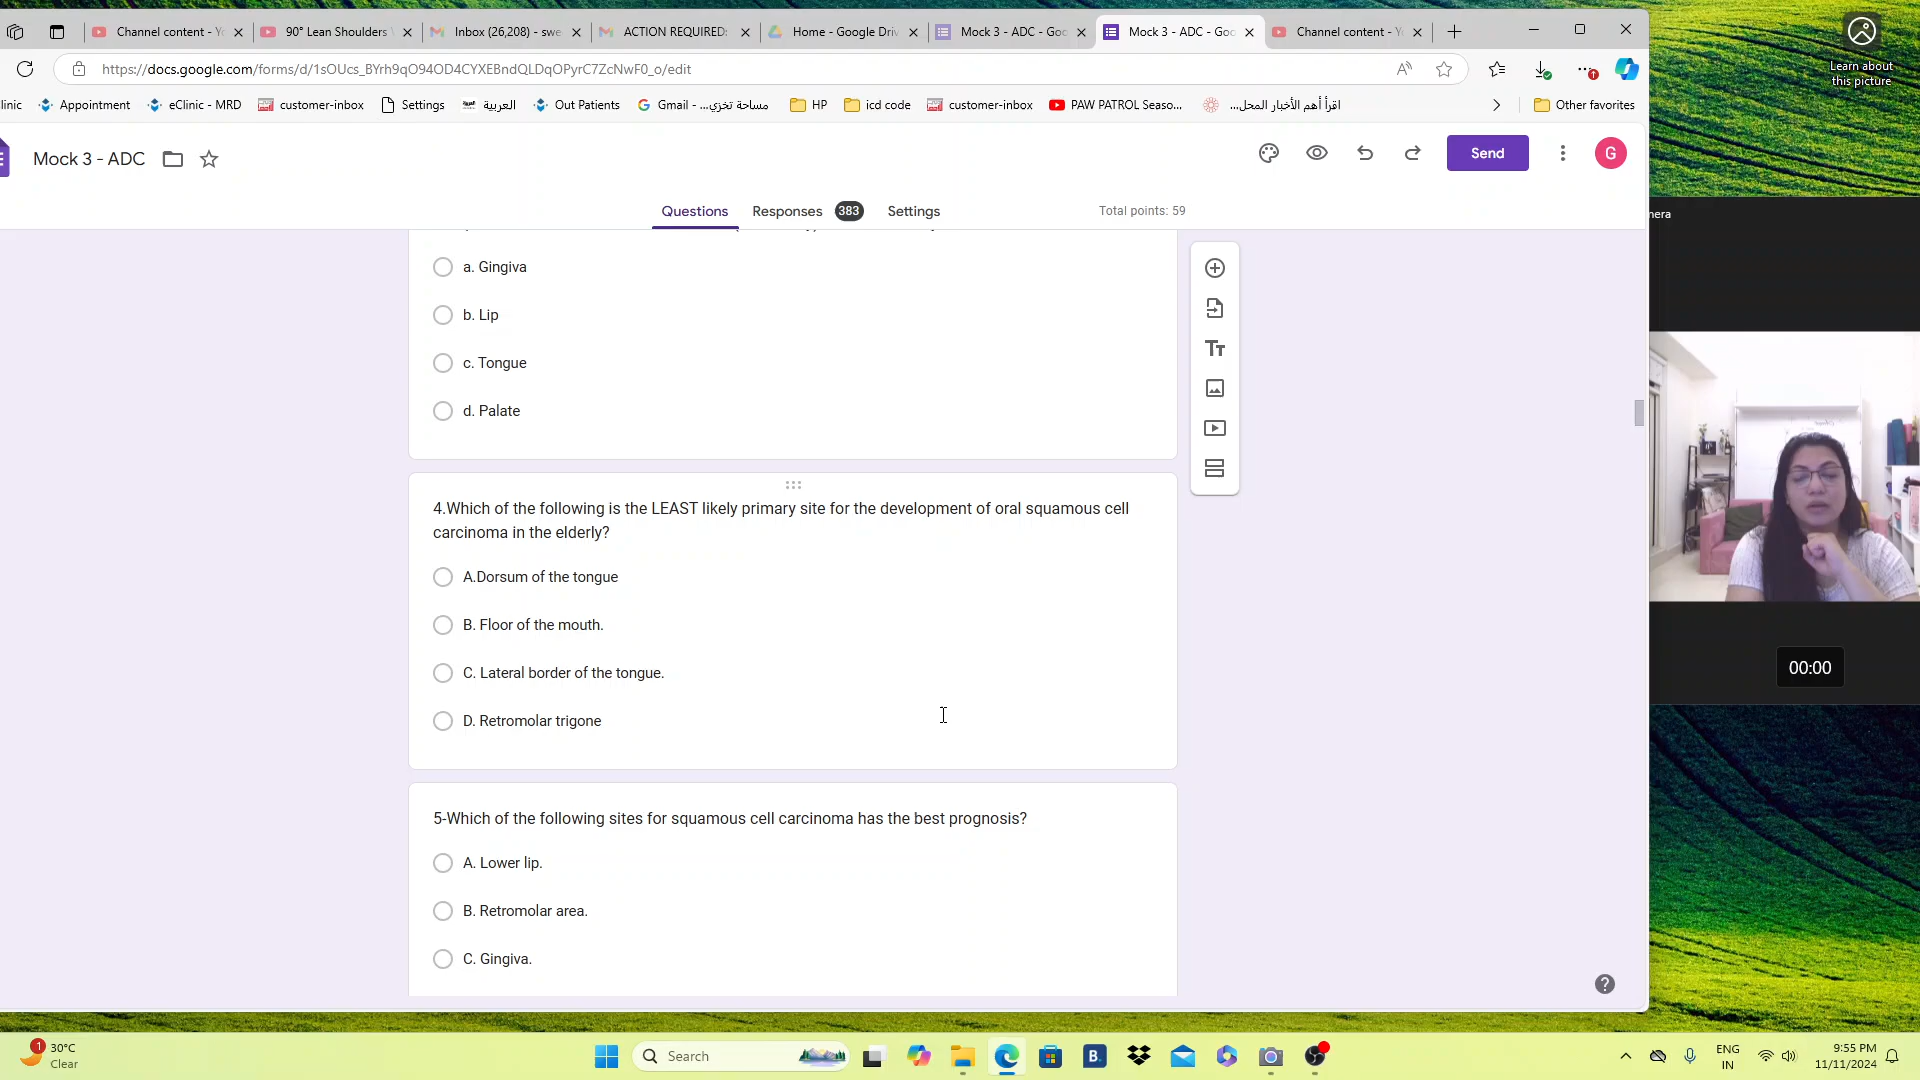 Channel content - Y
90° Lean Shoulders
Inbox (26,208) - swe
ACTION REQUIRED:
Home - Google Driv
Mock 3 - ADC - Goo
Mock 3 - ADC - Goo
Channel content - Y
https://docs.google.com/forms/d/1sOUcs_BYrh9qO94OD4CYXEBndQLDqOPyrC7ZcNwF0_o/edit
linic
Appointment
eClinic - MRD
customer-inbox
Settings
العربية
Out Patients
Gmail - ...مساحة تخزي
HP
icd code
customer-inbox
PAW PATROL Seaso...
اقرأ أهم الأخبار المحل...
Other favorites
Learn about
this picture
Mock 3 - ADC
Send
G
Questions
Responses 383
Settings
Total points: 59
a. Gingiva
b. Lip
c. Tongue
d. Palate
4.Which of the following is the LEAST likely primary site for the development of oral squamous cell
carcinoma in the elderly?
A.Dorsum of the tongue
B. Floor of the mouth.
C. Lateral border of the tongue.
D. Retromolar trigone
5-Which of the following sites for squamous cell carcinoma has the best prognosis?
A. Lower lip.
B. Retromolar area.
C. Gingiva.
nera
00:00
1
30°C
Clear
Search
B.
ENG
IN
9:55 PM
11/11/2024